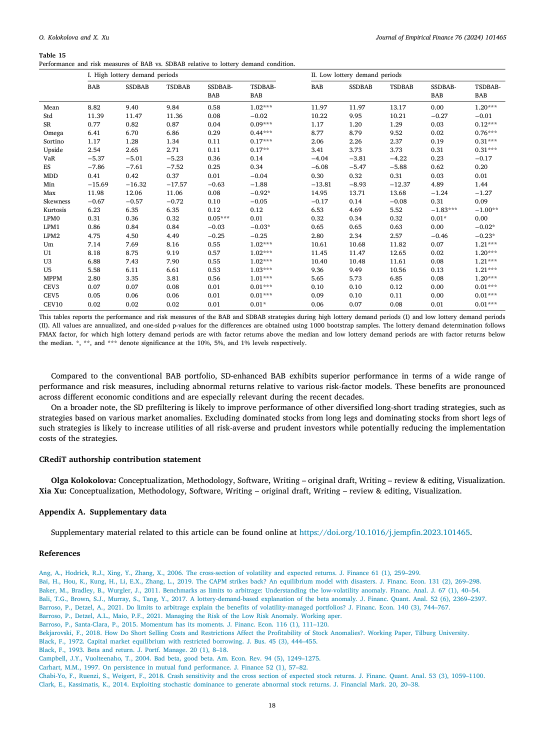 O. Kolokolova and X. Xu
Journal of Empirical Finance 76 (2024) 101465
Table 15
Performance and risk measures of BAB vs. SDBAB relative to lottery demand condition.
I. High lottery demand periods II. Low lottery demand periods
BAB SSDBAB TSDBAB SSDBAB-BAB TSDBAB-BAB BAB SSDBAB TSDBAB SSDBAB-BAB TSDBAB-BAB
Mean 8.82 9.40 9.84 0.58 1.02*** 11.97 11.97 13.17 0.00 1.20***
Std 11.39 11.47 11.36 0.08 −0.02 10.22 9.95 10.21 −0.27 −0.01
SR 0.77 0.82 0.87 0.04 0.09*** 1.17 1.20 1.29 0.03 0.12***
Omega 6.41 6.70 6.86 0.29 0.44*** 8.77 8.79 9.52 0.02 0.76***
Sortino 1.17 1.28 1.34 0.11 0.17*** 2.06 2.26 2.37 0.19 0.31***
Upside 2.54 2.65 2.71 0.11 0.17** 3.41 3.73 3.73 0.31 0.31***
VaR −5.37 −5.01 −5.23 0.36 0.14 −4.04 −3.81 −4.22 0.23 −0.17
ES −7.86 −7.61 −7.52 0.25 0.34 −6.08 −5.47 −5.88 0.62 0.20
MDD 0.41 0.42 0.37 0.01 −0.04 0.30 0.32 0.31 0.03 0.01
Min −15.69 −16.32 −17.57 −0.63 −1.88 −13.81 −8.93 −12.37 4.89 1.44
Max 11.98 12.06 11.06 0.08 −0.92* 14.95 13.71 13.68 −1.24 −1.27
Skewness −0.67 −0.57 −0.72 0.10 −0.05 −0.17 0.14 −0.08 0.31 0.09
Kurtosis 6.23 6.35 6.35 0.12 0.12 6.53 4.69 5.52 −1.83*** −1.00**
LPM0 0.31 0.36 0.32 0.05*** 0.01 0.32 0.34 0.32 0.01* 0.00
LPM1 0.86 0.84 0.84 −0.03 −0.03* 0.65 0.65 0.63 0.00 −0.02*
LPM2 4.75 4.50 4.49 −0.25 −0.25 2.80 2.34 2.57 −0.46 −0.23*
Um 7.14 7.69 8.16 0.55 1.02*** 10.61 10.68 11.82 0.07 1.21***
U1 8.18 8.75 9.19 0.57 1.02*** 11.45 11.47 12.65 0.02 1.20***
U3 6.88 7.43 7.90 0.55 1.02*** 10.40 10.48 11.61 0.08 1.21***
U5 5.58 6.11 6.61 0.53 1.03*** 9.36 9.49 10.56 0.13 1.21***
MPPM 2.80 3.35 3.81 0.56 1.01*** 5.65 5.73 6.85 0.08 1.20***
CEV3 0.07 0.07 0.08 0.01 0.01*** 0.10 0.10 0.12 0.00 0.01***
CEV5 0.05 0.06 0.06 0.01 0.01*** 0.09 0.10 0.11 0.00 0.01***
CEV10 0.02 0.02 0.02 0.01 0.01* 0.06 0.07 0.08 0.01 0.01***
This tables reports the performance and risk measures of the BAB and SDBAB strategies during high lottery demand periods (I) and low lottery demand periods
(II). All values are annualized, and one-sided p-values for the differences are obtained using 1000 bootstrap samples. The lottery demand determination follows
FMAX factor, for which high lottery demand periods are with factor returns above the median and low lottery demand periods are with factor returns below
the median. *, **, and *** denote significance at the 10%, 5%, and 1% levels respectively.
Compared to the conventional BAB portfolio, SD-enhanced BAB exhibits superior performance in terms of a wide range of
performance and risk measures, including abnormal returns relative to various risk-factor models. These benefits are pronounced
across different economic conditions and are especially relevant during the recent decades.
On a broader note, the SD prefiltering is likely to improve performance of other diversified long-short trading strategies, such as
strategies based on various market anomalies. Excluding dominated stocks from long legs and dominating stocks from short legs of
such strategies is likely to increase utilities of all risk-averse and prudent investors while potentially reducing the implementation
costs of the strategies.
CRediT authorship contribution statement
Olga Kolokolova: Conceptualization, Methodology, Software, Writing – original draft, Writing – review & editing, Visualization.
Xia Xu: Conceptualization, Methodology, Software, Writing – original draft, Writing – review & editing, Visualization.
Appendix A. Supplementary data
Supplementary material related to this article can be found online at https://doi.org/10.1016/j.jempfin.2023.101465.
References
Ang, A., Hodrick, R.J., Xing, Y., Zhang, X., 2006. The cross-section of volatility and expected returns. J. Finance 61 (1), 259–299.
Bai, H., Hou, K., Kung, H., Li, E.X., Zhang, L., 2019. The CAPM strikes back? An equilibrium model with disasters. J. Financ. Econ. 131 (2), 269–298.
Baker, M., Bradley, B., Wurgler, J., 2011. Benchmarks as limits to arbitrage: Understanding the low-volatility anomaly. Financ. Anal. J. 67 (1), 40–54.
Bali, T.G., Brown, S.J., Murray, S., Tang, Y., 2017. A lottery-demand-based explanation of the beta anomaly. J. Financ. Quant. Anal. 52 (6), 2369–2397.
Barroso, P., Detzel, A., 2021. Do limits to arbitrage explain the benefits of volatility-managed portfolios? J. Financ. Econ. 140 (3), 744–767.
Barroso, P., Detzel, A.L., Maio, P.F., 2021. Managing the Risk of the Low Risk Anomaly. Working aper.
Barroso, P., Santa-Clara, P., 2015. Momentum has its moments. J. Financ. Econ. 116 (1), 111–120.
Bekjarovski, F., 2018. How Do Short Selling Costs and Restrictions Affect the Profitability of Stock Anomalies?. Working Paper, Tilburg University.
Black, F., 1972. Capital market equilibrium with restricted borrowing. J. Bus. 45 (3), 444–455.
Black, F., 1993. Beta and return. J. Portf. Manage. 20 (1), 8–18.
Campbell, J.Y., Vuolteenaho, T., 2004. Bad beta, good beta. Am. Econ. Rev. 94 (5), 1249–1275.
Carhart, M.M., 1997. On persistence in mutual fund performance. J. Finance 52 (1), 57–82.
Chabi-Yo, F., Ruenzi, S., Weigert, F., 2018. Crash sensitivity and the cross section of expected stock returns. J. Financ. Quant. Anal. 53 (3), 1059–1100.
Clark, E., Kassimatis, K., 2014. Exploiting stochastic dominance to generate abnormal stock returns. J. Financial Mark. 20, 20–38.
18